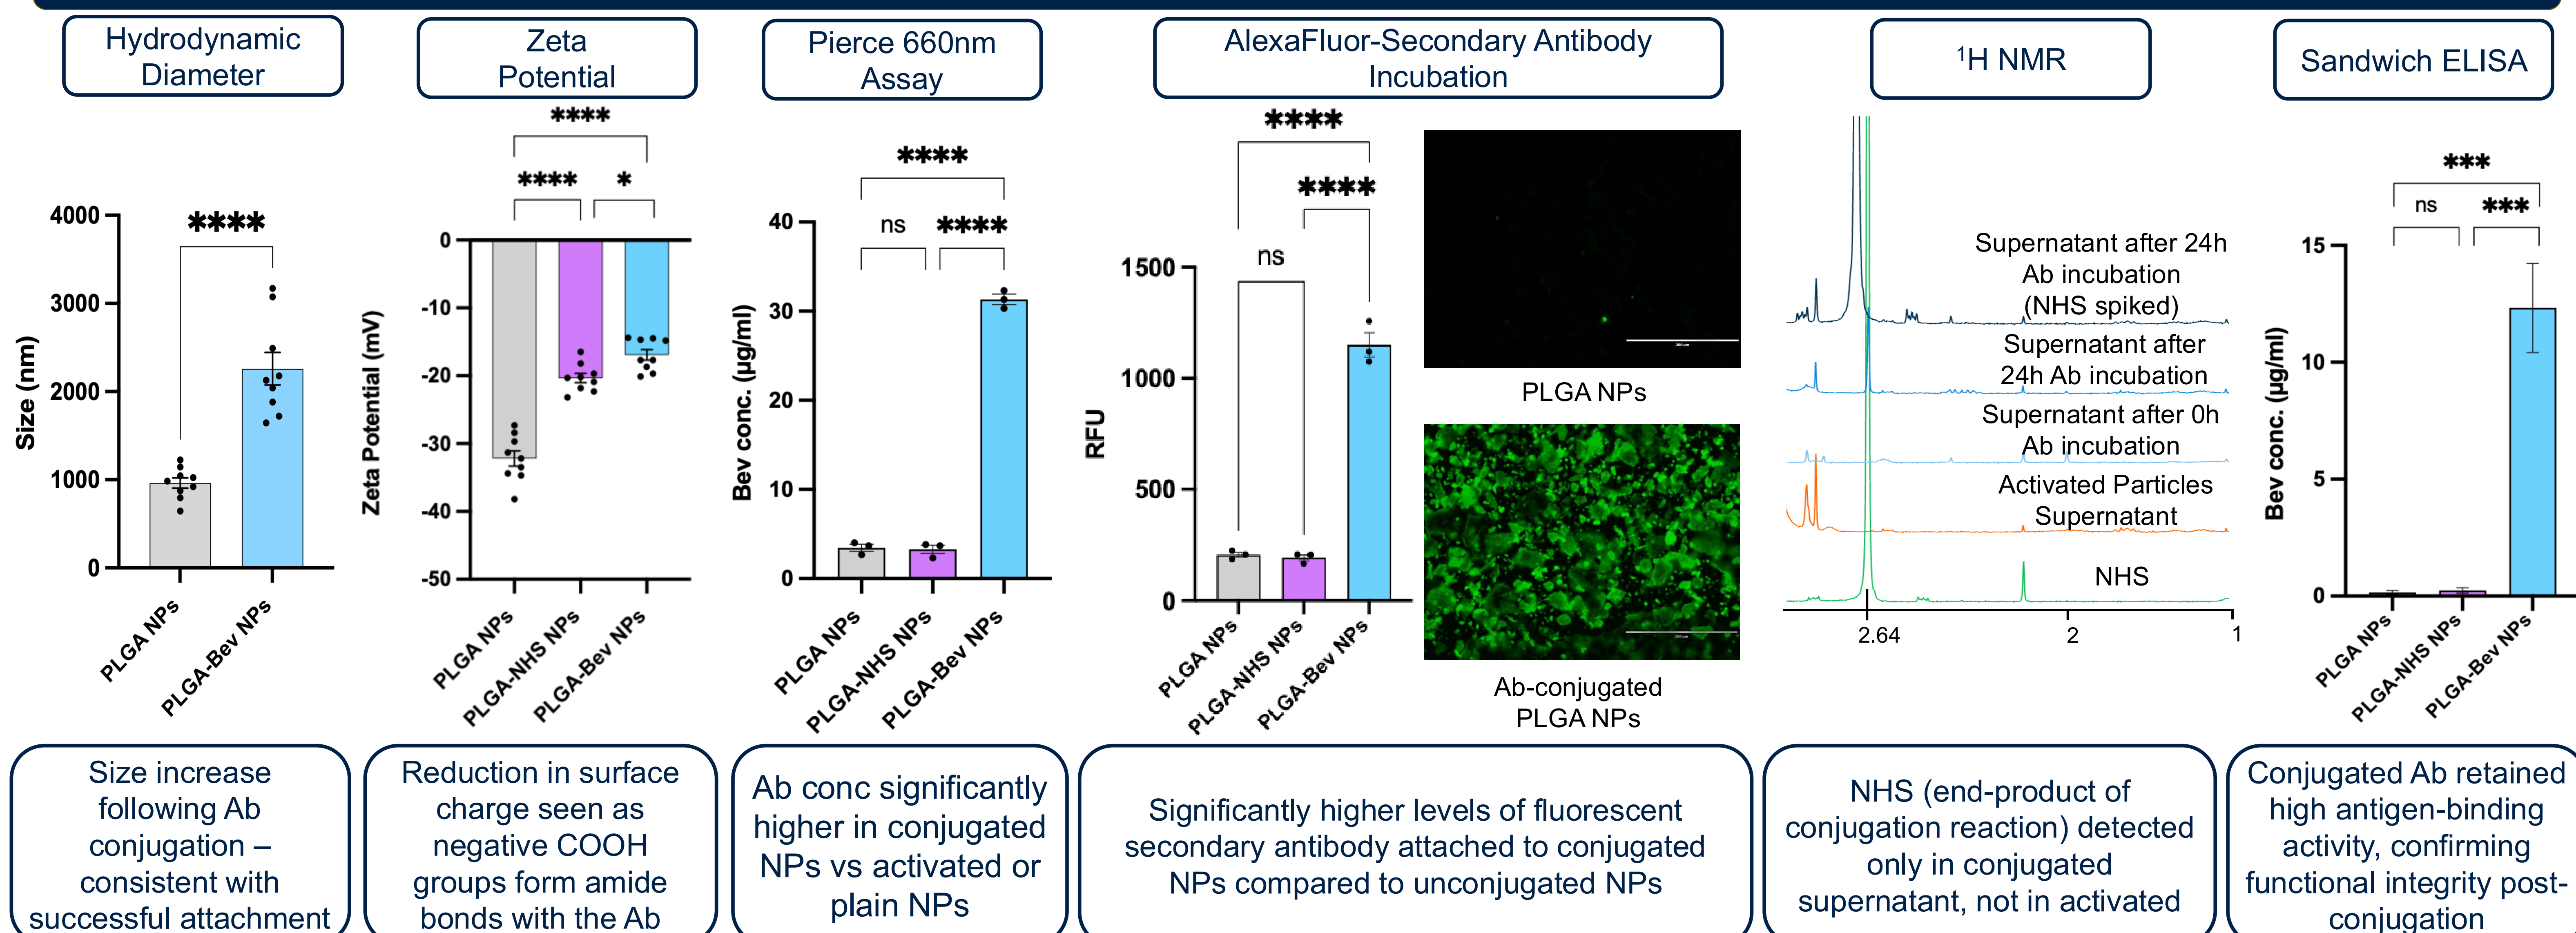 Hydrodynamic
Diameter
****
4000
3000
2000
1000
0
Size (nm)
PLGA NPs
PLGA-Bev NPs
Size increase
following Ab
conjugation –
consistent with
successful attachment
Zeta
Potential
****
****
*
0
-10
-20
-30
-40
-50
Zeta Potential (mV)
PLGA NPs
PLGA-NHS NPs
PLGA-Bev NPs
Reduction in surface
charge seen as
negative COOH
groups form amide
bonds with the Ab
Pierce 660nm
Assay
****
ns
****
40
30
20
10
0
Bev conc. (µg/ml)
PLGA NPs
PLGA-NHS NPs
PLGA-Bev NPs
Ab conc significantly
higher in conjugated
NPs vs activated or
plain NPs
AlexaFluor-Secondary Antibody
Incubation
****
****
ns
1500
1000
500
0
RFU
PLGA NPs
PLGA-NHS NPs
PLGA-Bev NPs
PLGA NPs
Ab-conjugated
PLGA NPs
Significantly higher levels of fluorescent
secondary antibody attached to conjugated
NPs compared to unconjugated NPs
¹H NMR
Supernatant after 24h
Ab incubation
(NHS spiked)
Supernatant after
24h Ab incubation
Supernatant after 0h
Ab incubation
Activated Particles
Supernatant
NHS
2.64
2
1
NHS (end-product of
conjugation reaction) detected
only in conjugated
supernatant, not in activated
Sandwich ELISA
***
ns
***
15
10
5
0
Bev conc. (µg/ml)
PLGA NPs
PLGA-NHS NPs
PLGA-Bev NPs
Conjugated Ab retained
high antigen-binding
activity, confirming
functional integrity post-
conjugation